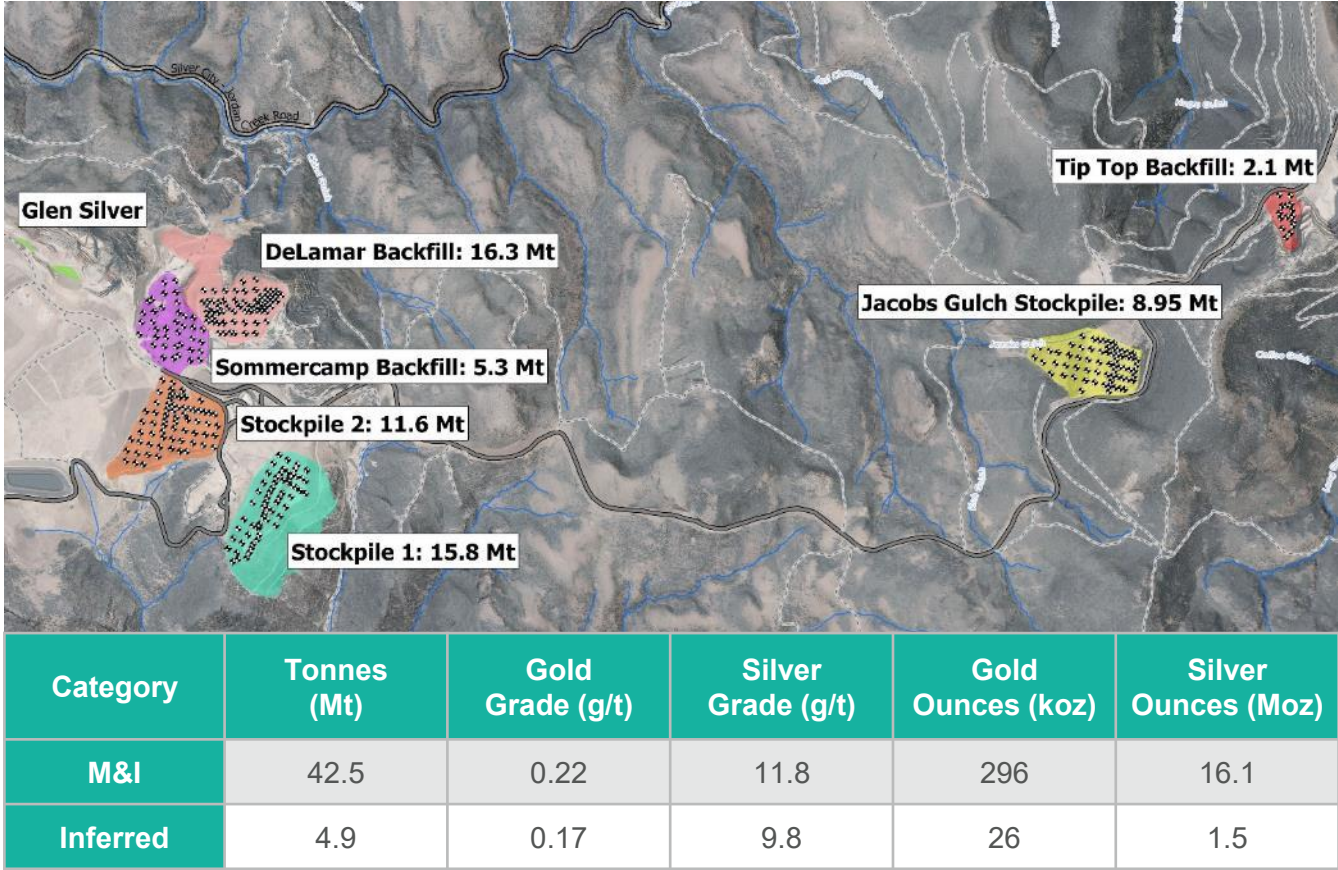 Silver City - Jordan
Creek Road
Tip Top Backfill: 2.1 Mt
Glen Silver
DeLamar Backfill: 16.3 Mt
Jacobs Gulch Stockpile: 8.95 Mt
Jacobs Gulch
Sommercamp Backfill: 5.3 Mt
Stockpile 2: 11.6 Mt
Stockpile 1: 15.8 Mt
Category
Tonnes
(Mt)
Gold
Grade (g/t)
Silver
Grade (g/t)
Gold
Ounces (koz)
Silver
Ounces (Moz)
M&I 42.5 0.22 11.8 296 16.1
Inferred 4.9 0.17 9.8 26 1.5